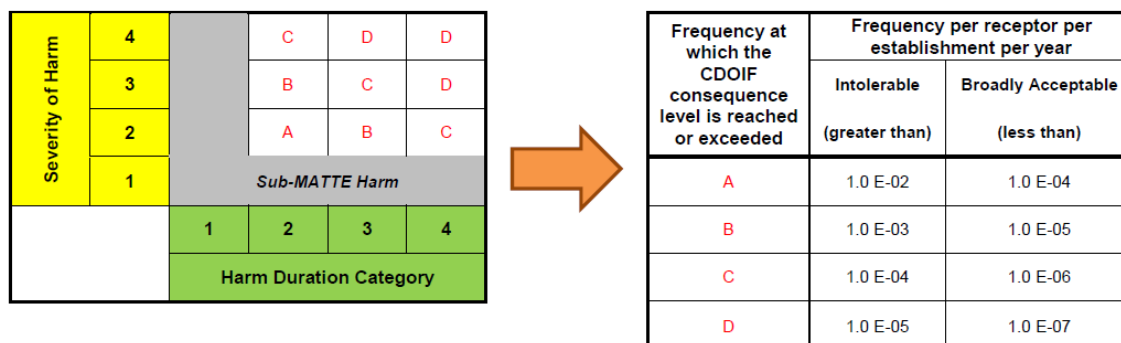 Severity of Harm
4
C D D
3
B C D
2
A B C
1
Sub-MATTE Harm
1 2 3 4
Harm Duration Category
Frequency at
which the
CDOIF
consequence
level is reached
or exceeded
Frequency per receptor per
establishment per year
Intolerable
(greater than)
Broadly Acceptable
(less than)
A 1.0 E-02 1.0 E-04
B 1.0 E-03 1.0 E-05
C 1.0 E-04 1.0 E-06
D 1.0 E-05 1.0 E-07